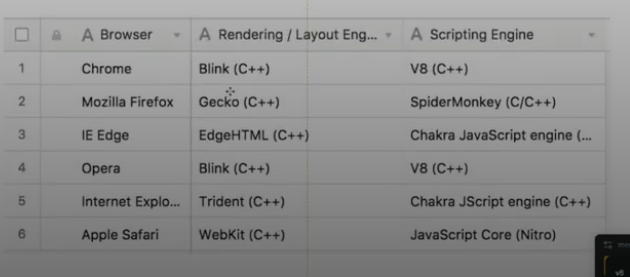 A Browser A Rendering / Layout Eng... A Scripting Engine
1 Chrome Blink (C++) V8 (C++)
2 Mozilla Firefox Gecko (C++) SpiderMonkey (C/C++)
3 IE Edge EdgeHTML (C++) Chakra JavaScript engine (...
4 Opera Blink (C++) V8 (C++)
5 Internet Explo... Trident (C++) Chakra JScript engine (C++)
6 Apple Safari WebKit (C++) JavaScript Core (Nitro)